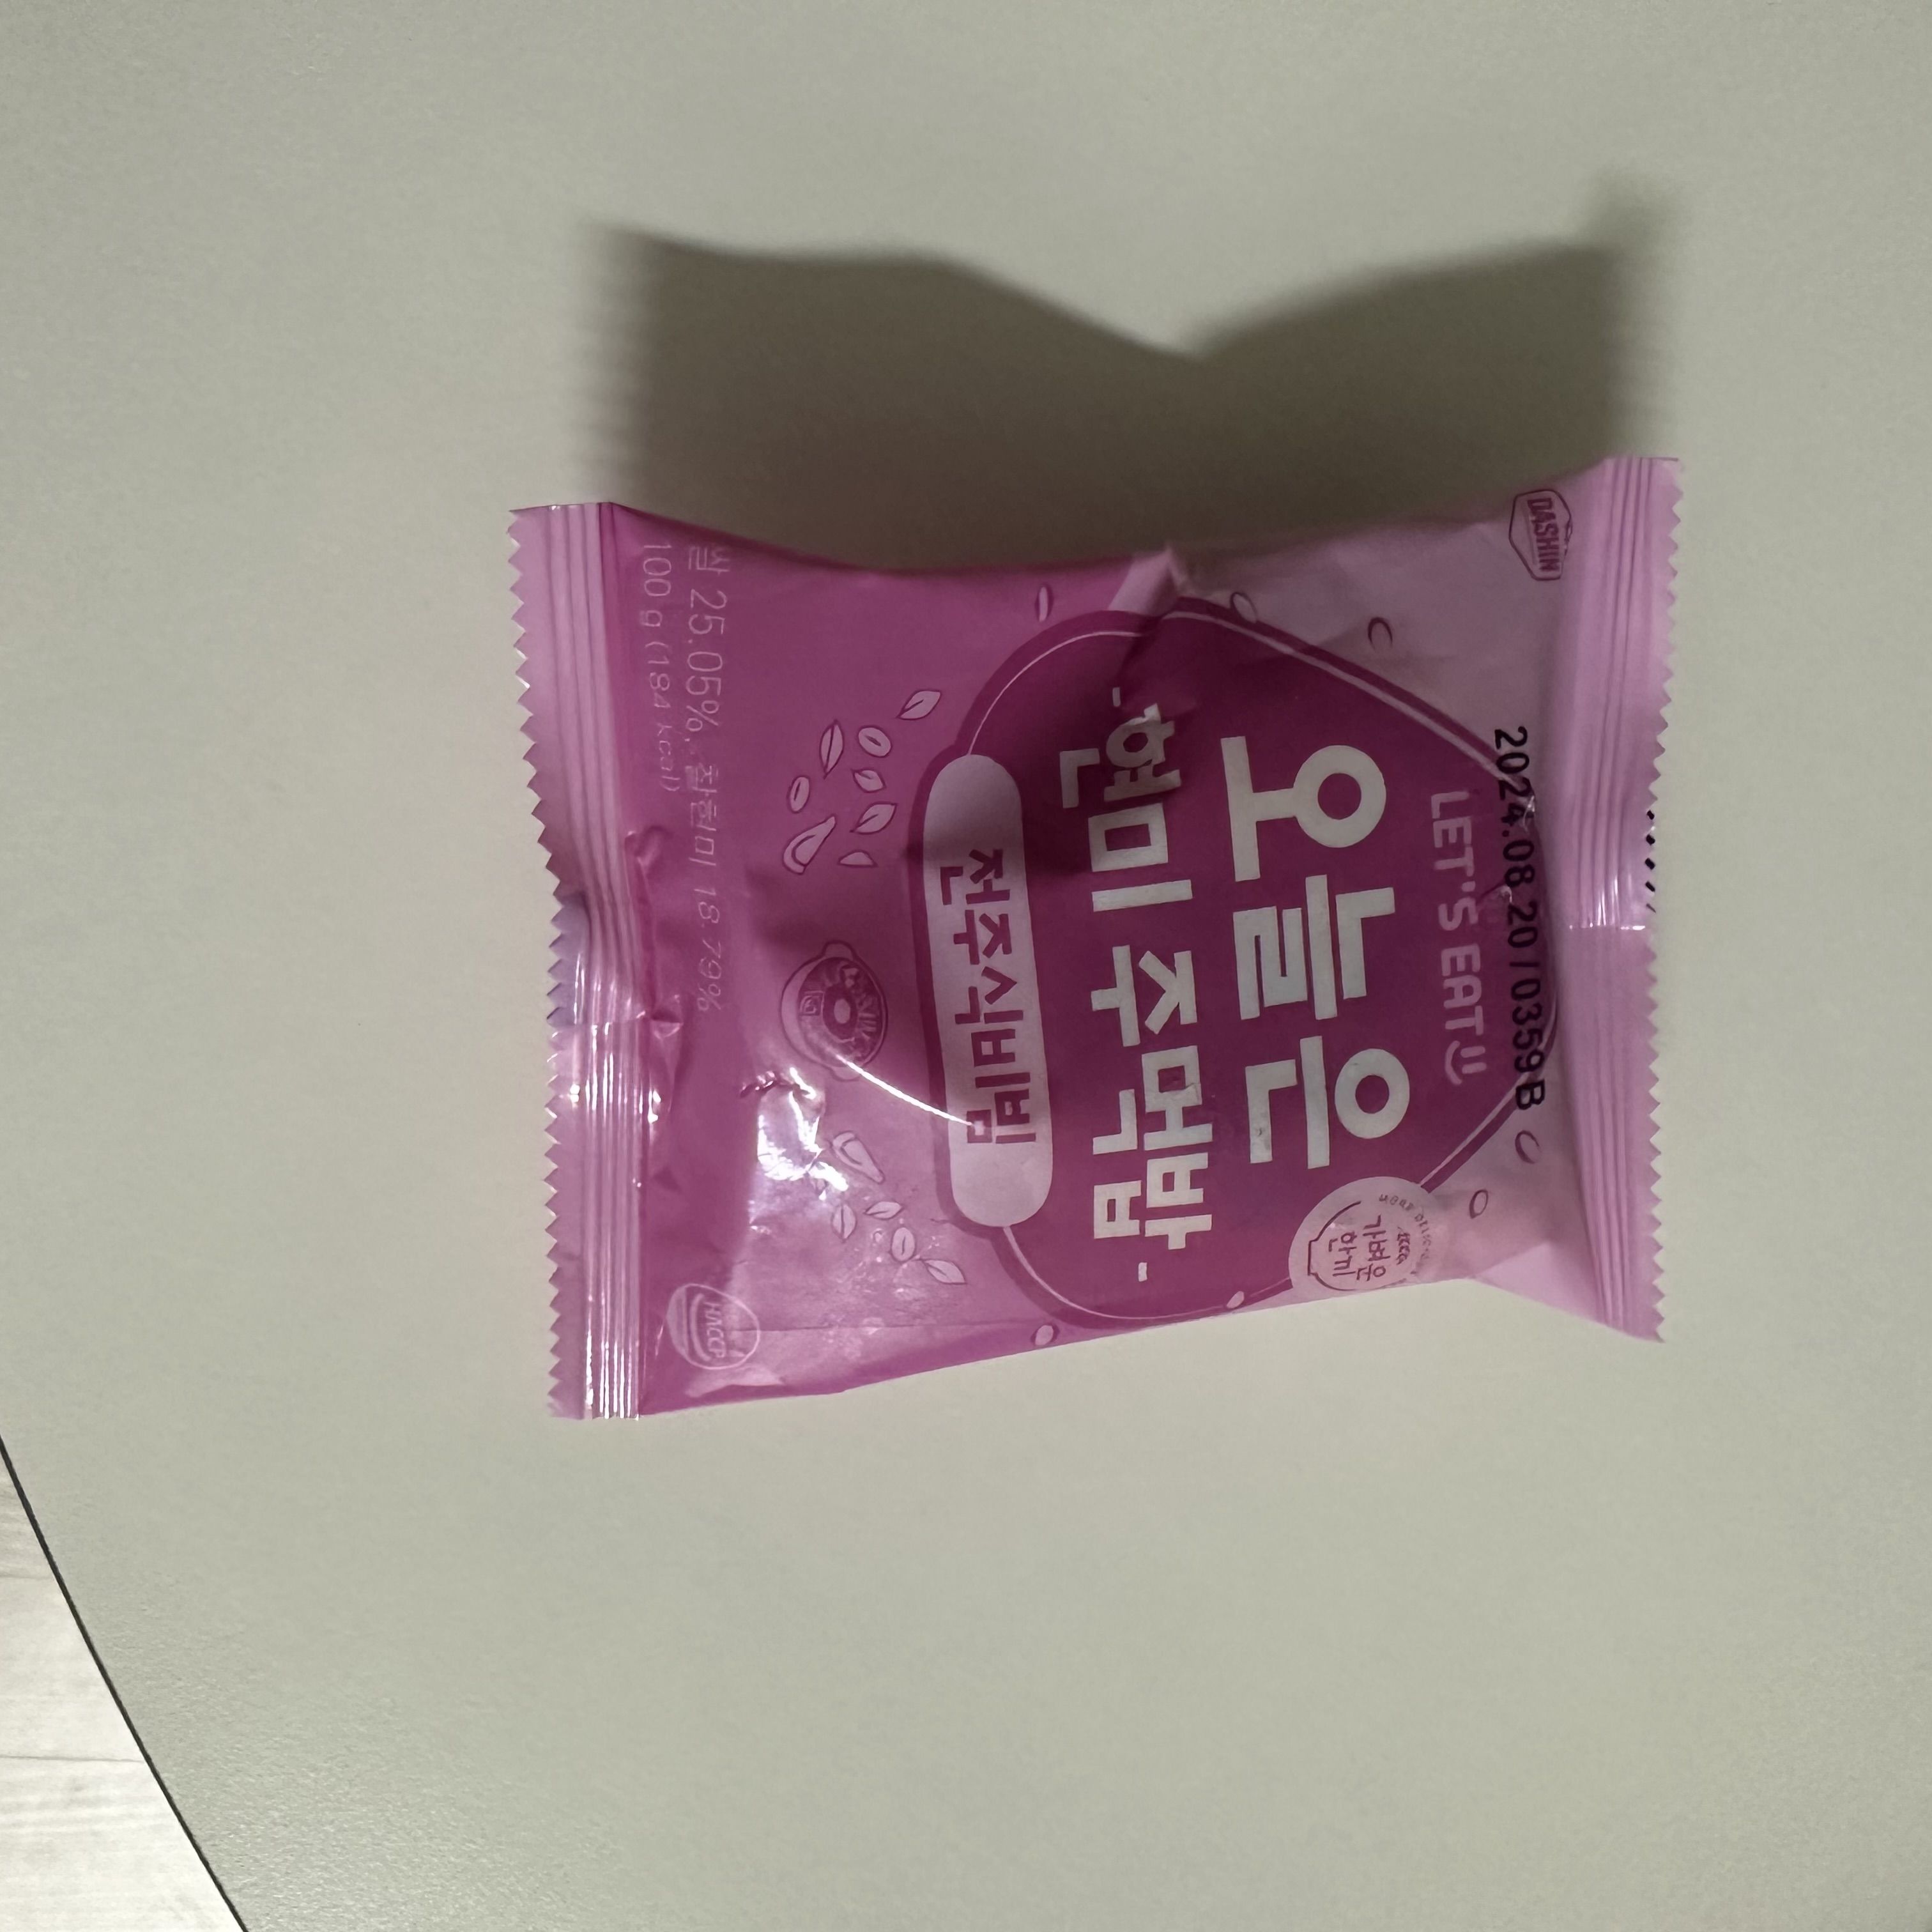 DASHIN
2024.08.20 / 0359B
LET'S EAT
오늘은
- 현미 주먹밥 -
가벼운
한끼
전주비빔
쌀 25.05%, 찰현미 18.79%
100 g (184 kcal)
HACCP